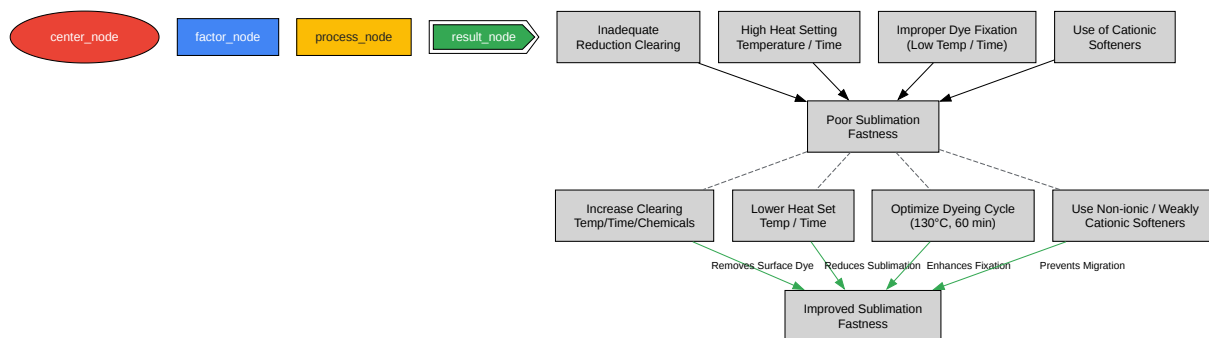 center_node
factor_node
process_node
result_node
Inadequate
Reduction Clearing
High Heat Setting
Temperature / Time
Improper Dye Fixation
(Low Temp / Time)
Use of Cationic
Softeners
Poor Sublimation
Fastness
Increase Clearing
Temp/Time/Chemicals
Lower Heat Set
Temp / Time
Optimize Dyeing Cycle
(130°C, 60 min)
Use Non-ionic / Weakly
Cationic Softeners
Removes Surface Dye
Reduces Sublimation
Enhances Fixation
Prevents Migration
Improved Sublimation
Fastness